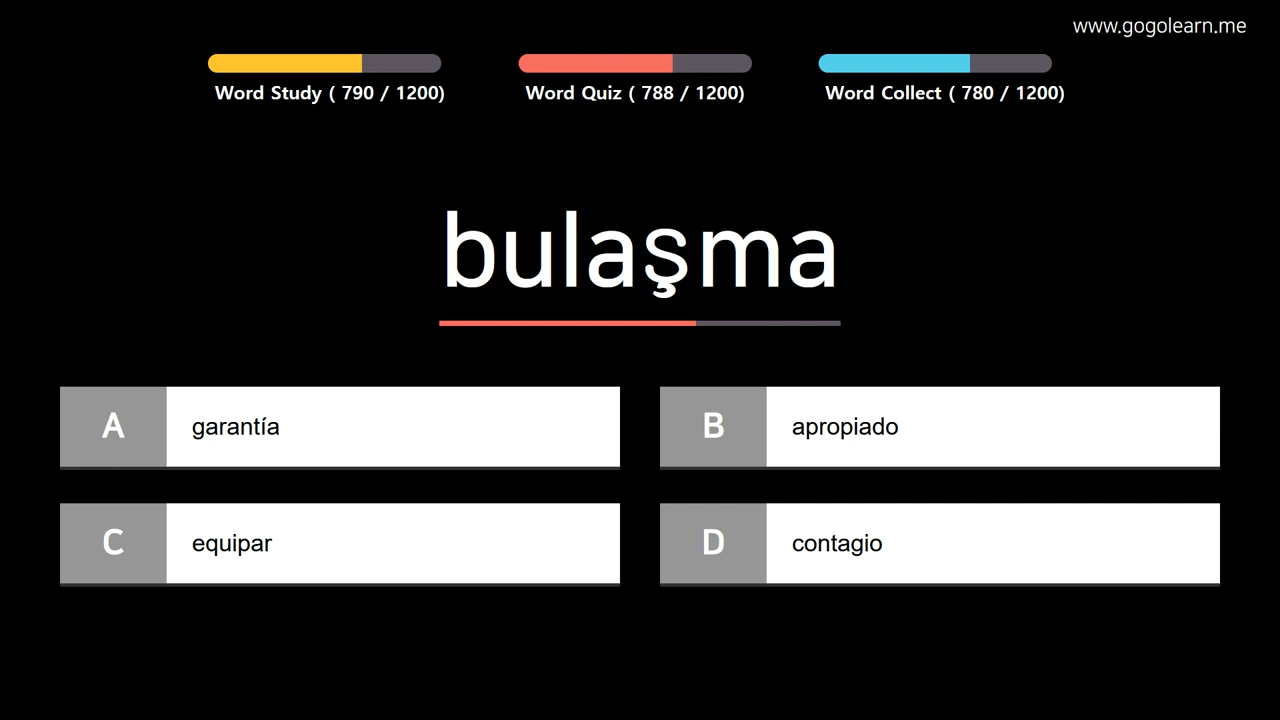 www.gogolearn.me
Word Study ( 790 / 1200)
Word Quiz ( 788 / 1200)
Word Collect ( 780 / 1200)
bulaşma
A garantía
B apropiado
C equipar
D contagio